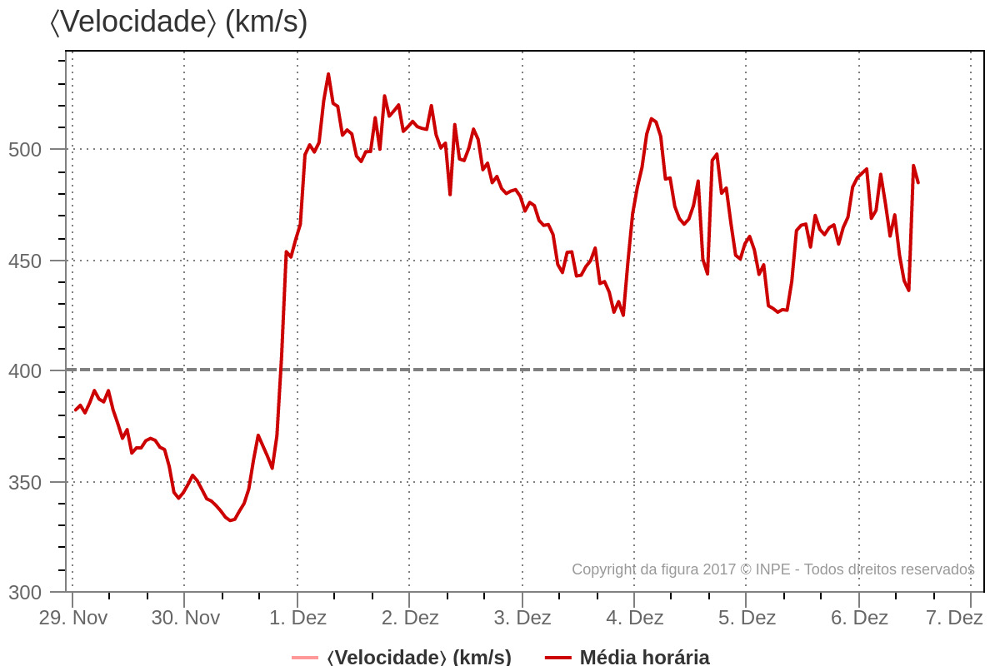 ⟨Velocidade⟩ (km/s)
500
450
400
350
300
Copyright da figura 2017 © INPE - Todos direitos reservados
29. Nov 30. Nov 1. Dez 2. Dez 3. Dez 4. Dez 5. Dez 6. Dez 7. Dez
⟨Velocidade⟩ (km/s) Média horária